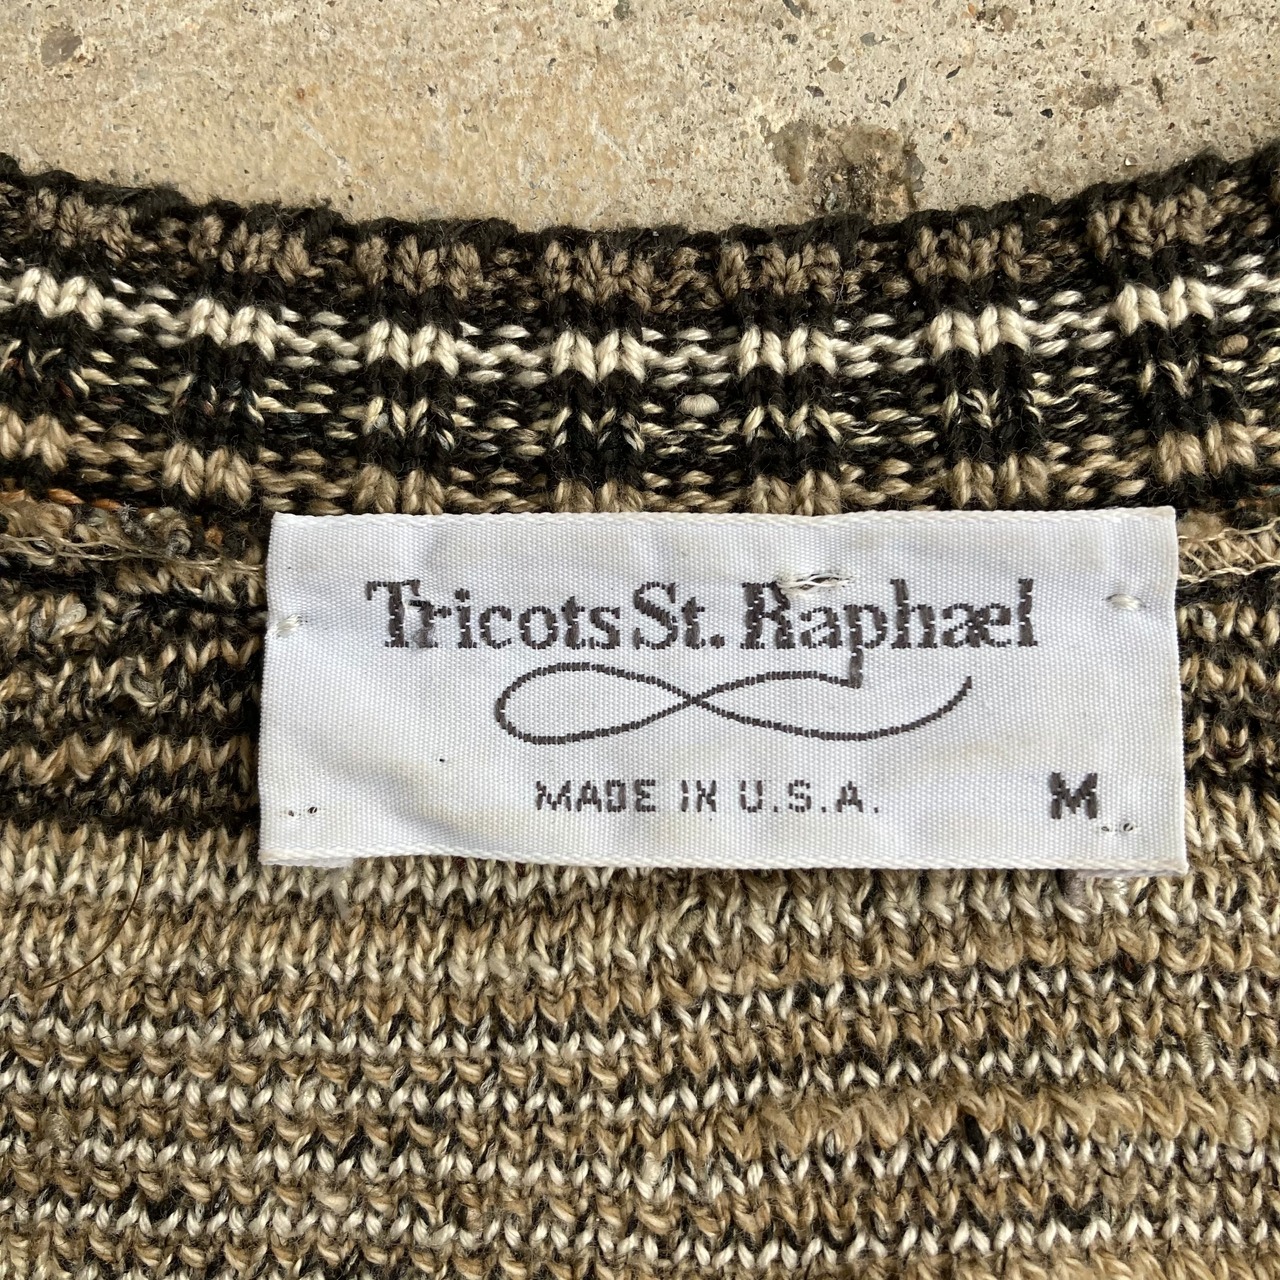 Tricots St. Raphael
MADE IN U.S.A.
M